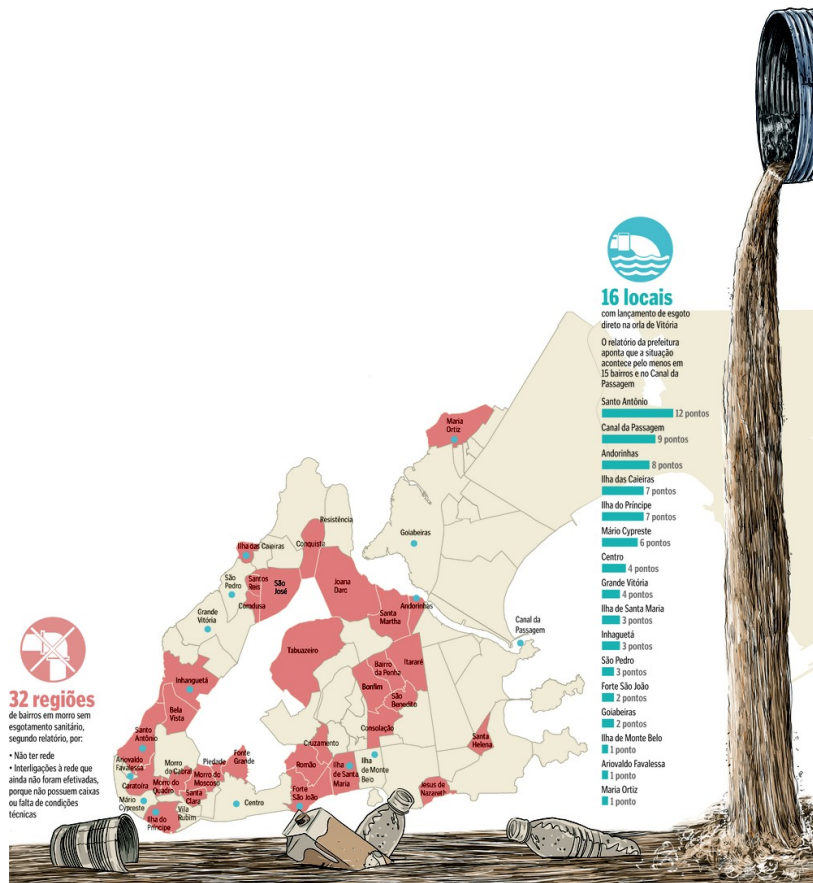 16 locais
com lançamento de esgoto
direto na orla de Vitória
O relatório da prefeitura
aponta que a situação
acontece pelo menos em
15 bairros e no Canal da
Passagem
Santo Antônio
12 pontos
Canal da Passagem
9 pontos
Andorinhas
8 pontos
Ilha das Caieiras
7 pontos
Ilha do Príncipe
7 pontos
Mário Cypreste
6 pontos
Centro
4 pontos
Grande Vitória
4 pontos
Ilha de Santa Maria
3 pontos
Inhaguetá
3 pontos
São Pedro
3 pontos
Forte São João
2 pontos
Goiabeiras
2 pontos
Ilha de Monte Belo
1 ponto
Ariovaldo Favalessa
1 ponto
Maria Ortiz
1 ponto
32 regiões
de bairros em morro sem
esgotamento sanitário,
segundo relatório, por:
• Não ter rede
• Interligações à rede que
ainda não foram efetivadas,
porque não possuem caixas
ou falta de condições
técnicas
Maria
Ortiz
Resistência
Goiabeiras
Ilha das Caieiras
Conquista
São
Pedro
Santos
Reis
São
José
Joana
Darc
Comdusa
Andorinhas
Grande
Vitória
Santa
Martha
Canal da
Passagem
Tabuazeiro
Itararé
Bairro
da Penha
Inhanguetá
Bonfim
São
Benedito
Bela
Vista
Consolação
Santo
Antônio
Santa
Helena
Cruzamento
Fonte
Grande
Ariovaldo
Favalessa
Morro
da Cabral
Piedade
Romão
Ilha
de Santa
Maria
Ilha
de Monte
Belo
Morro do
Moscoso
Caratoíra
Morro do
Quadro
Santa
Clara
Forte
São João
Jesus de
Nazareth
Mário
Cypreste
Vila
Rubim
Centro
Ilha do
Príncipe